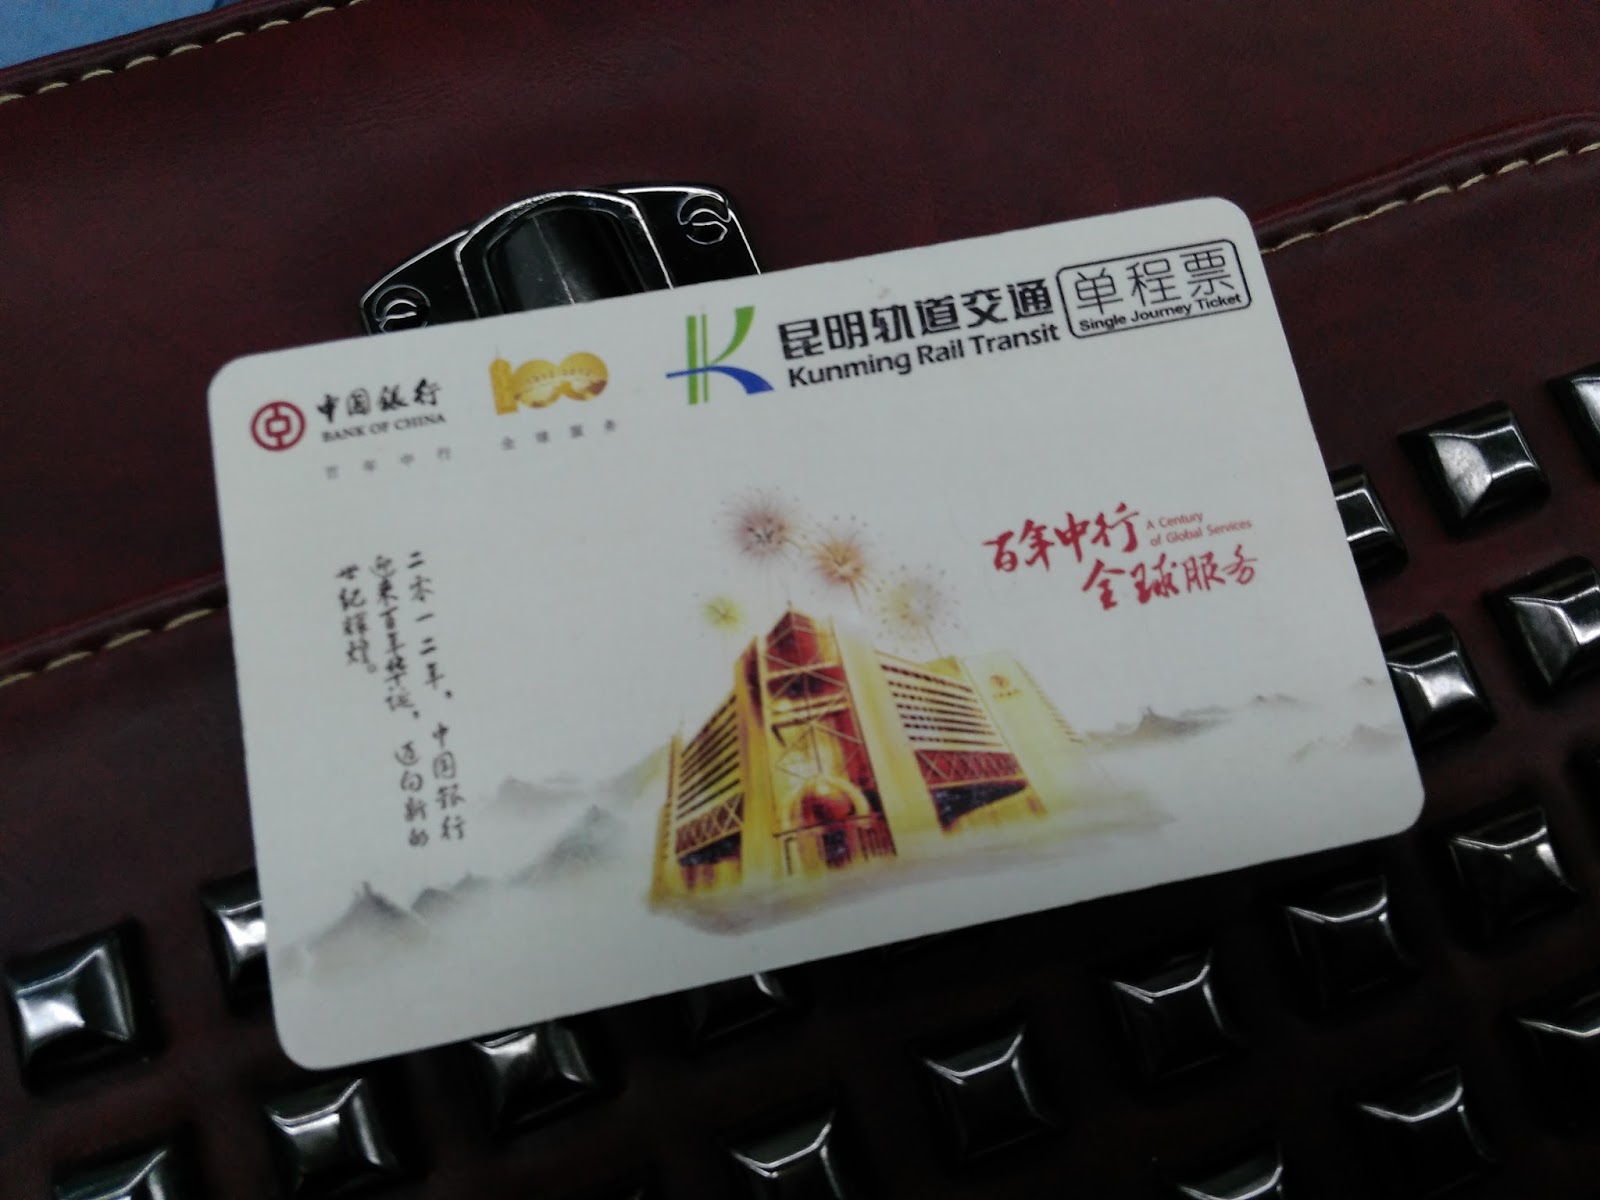 中国银行
BANK OF CHINA
百年中行 全球服务
100
昆明轨道交通
Kunming Rail Transit
单程票
Single Journey Ticket
百年中行
A Century
of Global Services
全球服务
二零一二年，中国银行
迎来百年华诞，迈向新的
世纪辉煌。